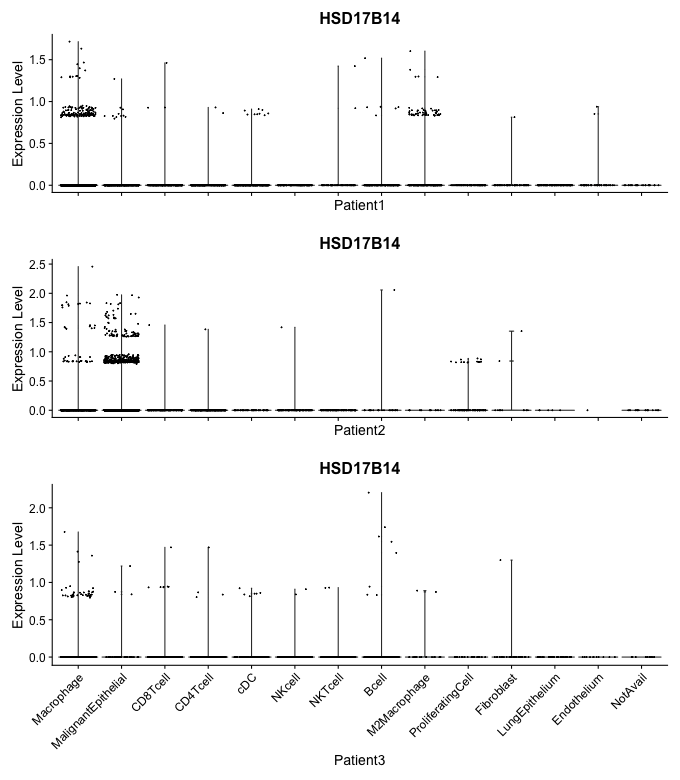 HSD17B14
Expression Level
1.5
1.0
0.5
0.0
Patient1
HSD17B14
Expression Level
2.5
2.0
1.5
1.0
0.5
0.0
Patient2
HSD17B14
Expression Level
2.0
1.5
1.0
0.5
0.0
Macrophage
MalignantEpithelial
CD8Tcell
CD4Tcell
cDC
NKcell
NKTcell
Bcell
M2Macrophage
ProliferatingCell
Fibroblast
LungEpithelium
Endothelium
NotAvail
Patient3